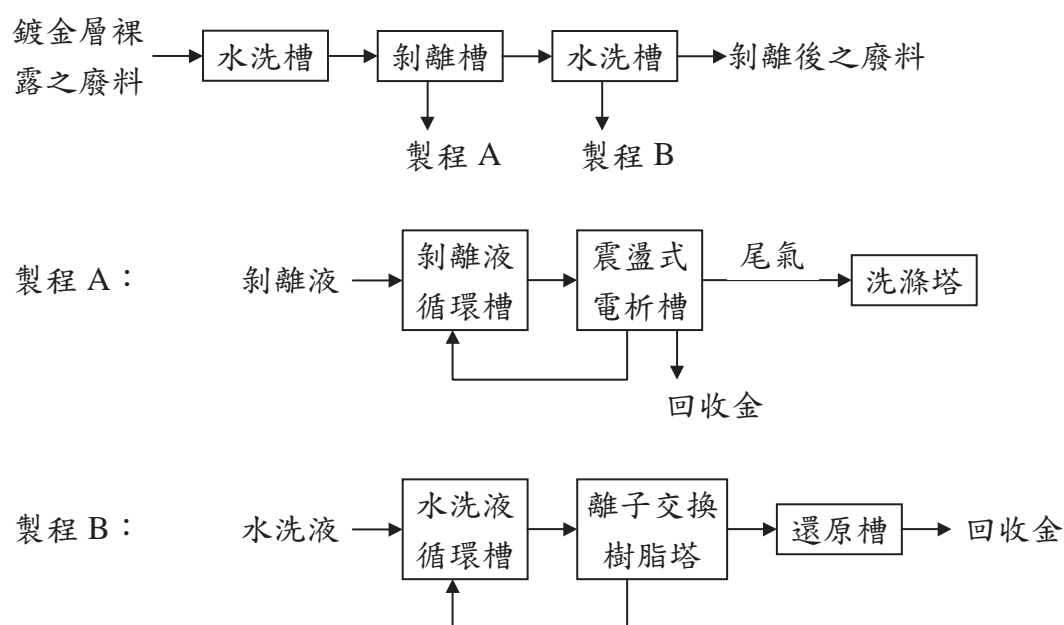 鍍金層裸
露之廢料
水洗槽
剝離槽
水洗槽
剝離後之廢料
製程 A
製程 B
製程 A：
剝離液
剝離液
循環槽
震盪式
電析槽
尾氣
洗滌塔
回收金
製程 B：
水洗液
水洗液
循環槽
離子交換
樹脂塔
還原槽
回收金